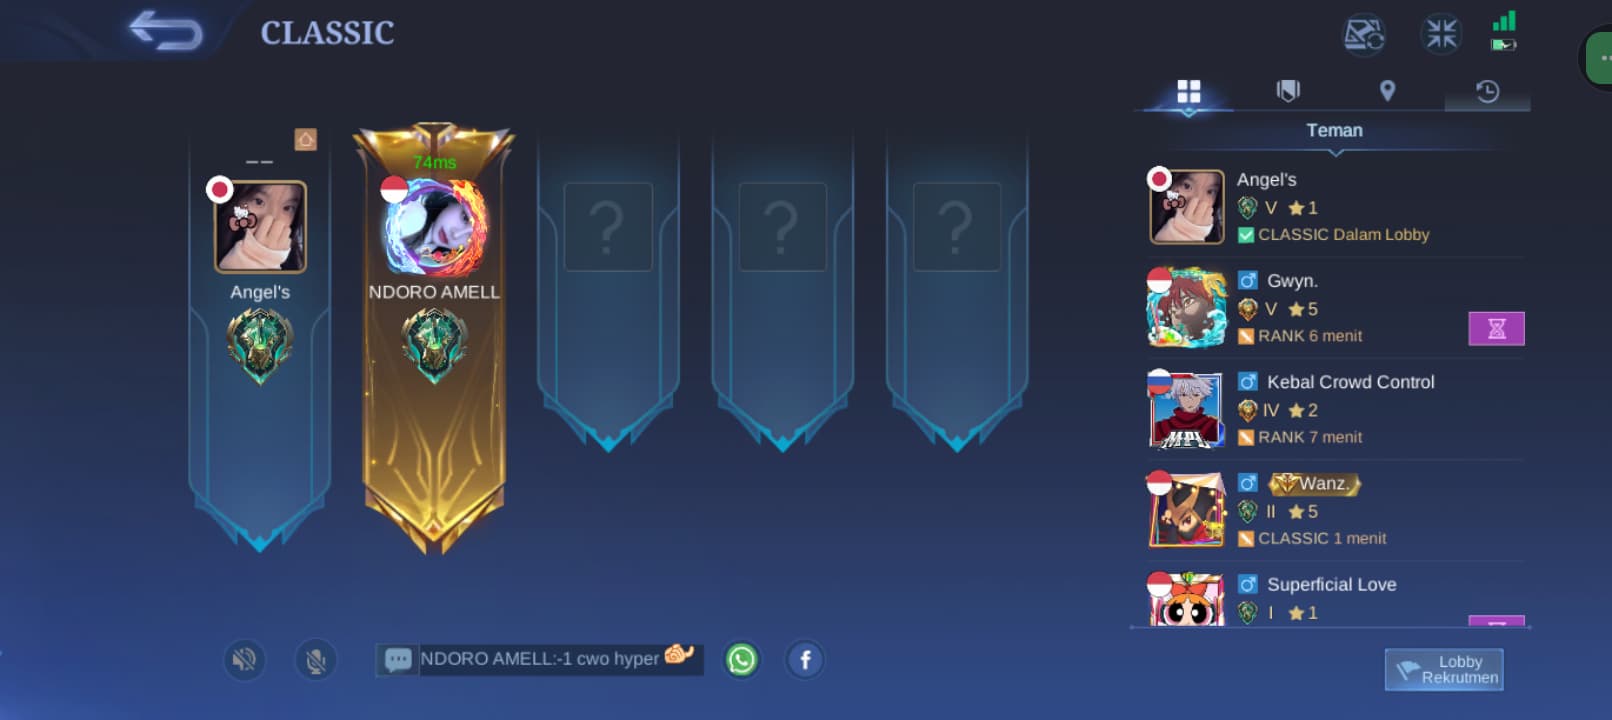 CLASSIC
Teman
--
74ms
Angel's
NDORO AMELL
?
?
?
Angel's
V ★1
CLASSIC Dalam Lobby
Gwyn.
V ★5
RANK 6 menit
Kebal Crowd Control
IV ★2
RANK 7 menit
MPL
Wanz.
II ★5
CLASSIC 1 menit
Superficial Love
I ★1
NDORO AMELL:-1 cwo hyper
Lobby
Rekrutmen